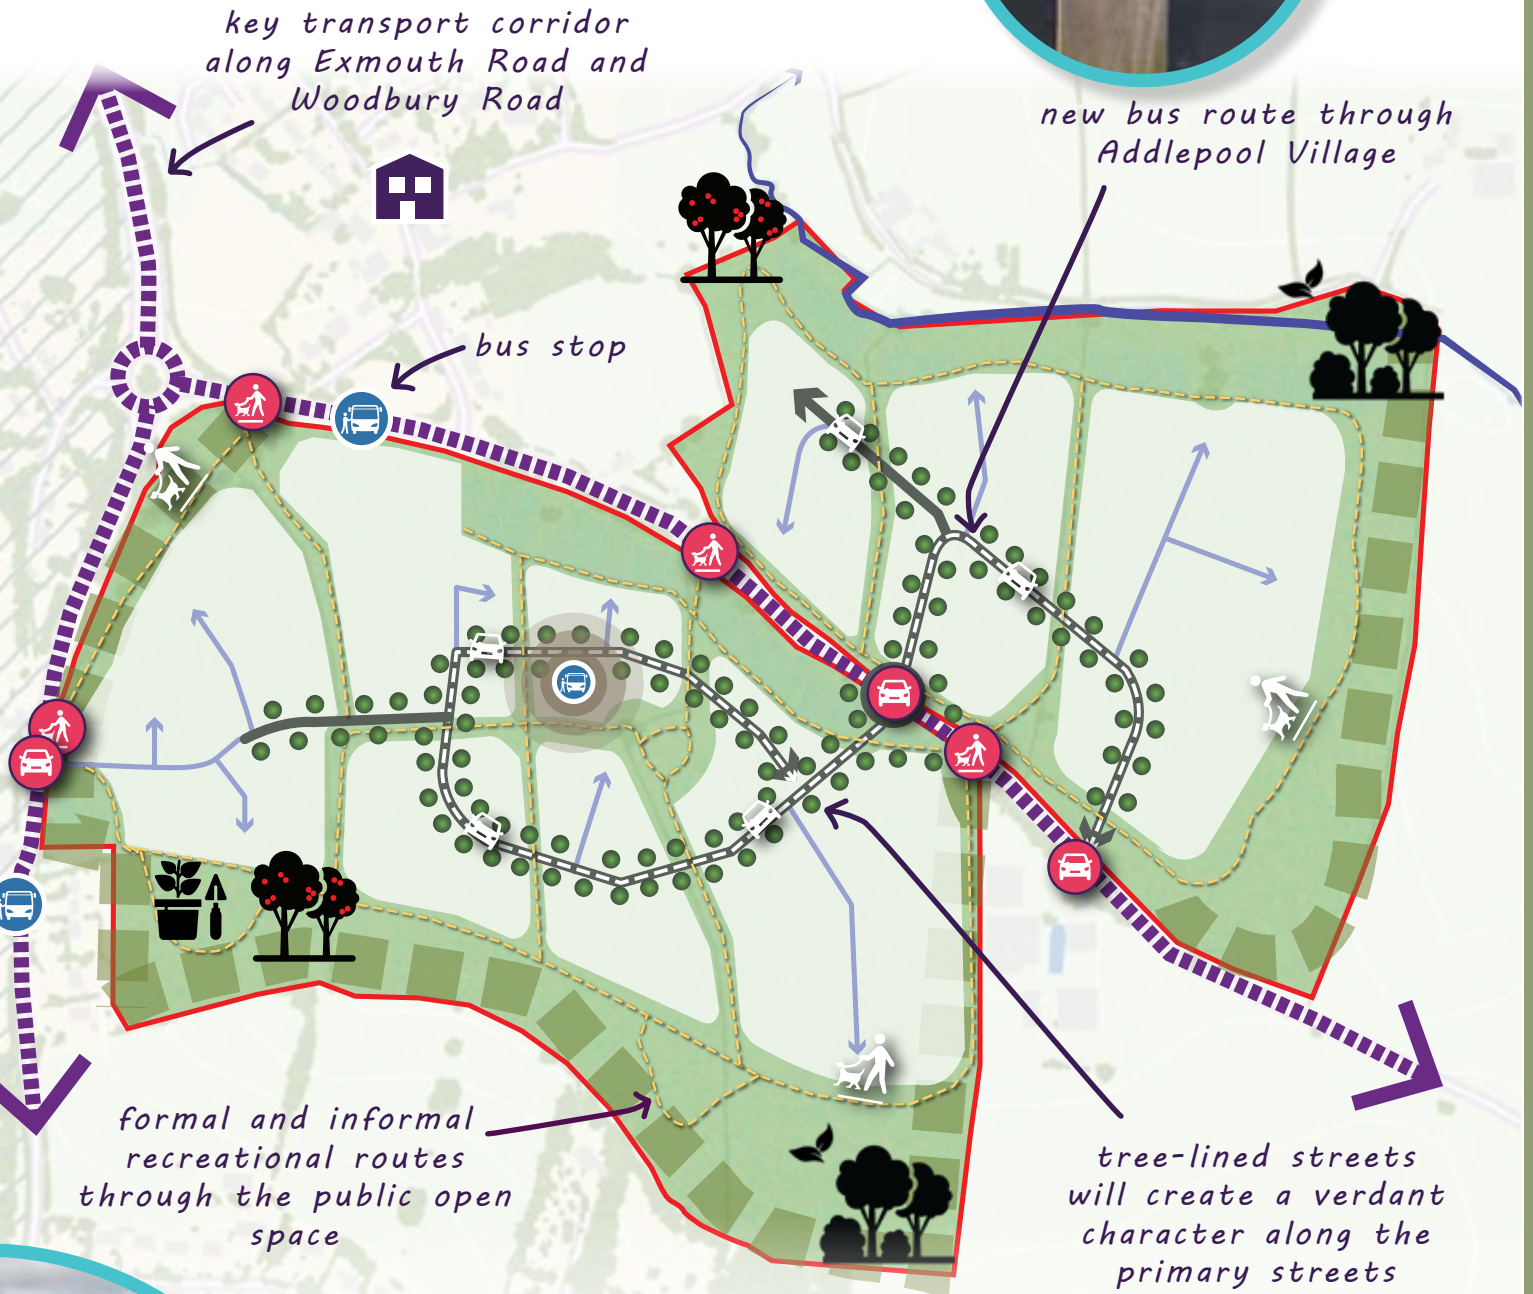 key transport corridor
along Exmouth Road and
Woodbury Road
new bus route through
Addlepool Village
bus stop
formal and informal
recreational routes
through the public open
space
tree-lined streets
will create a verdant
character along the
primary streets